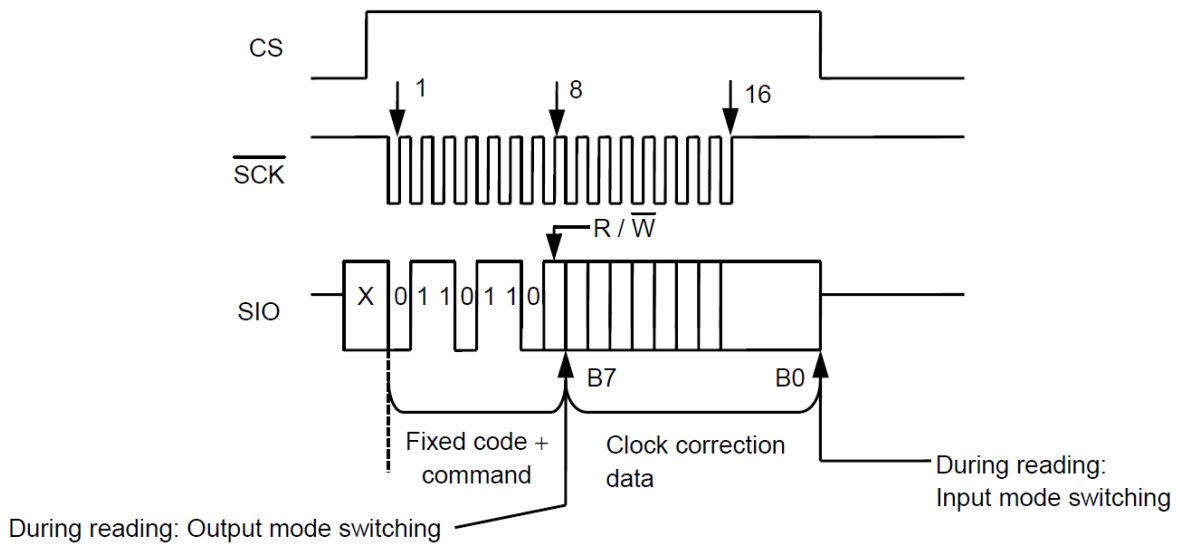 CS
1
8
16
SCK
R / W
SIO
X 0 1 1 0 1 1 0
B7
B0
Fixed code +
command
Clock correction
data
During reading:
Input mode switching
During reading: Output mode switching